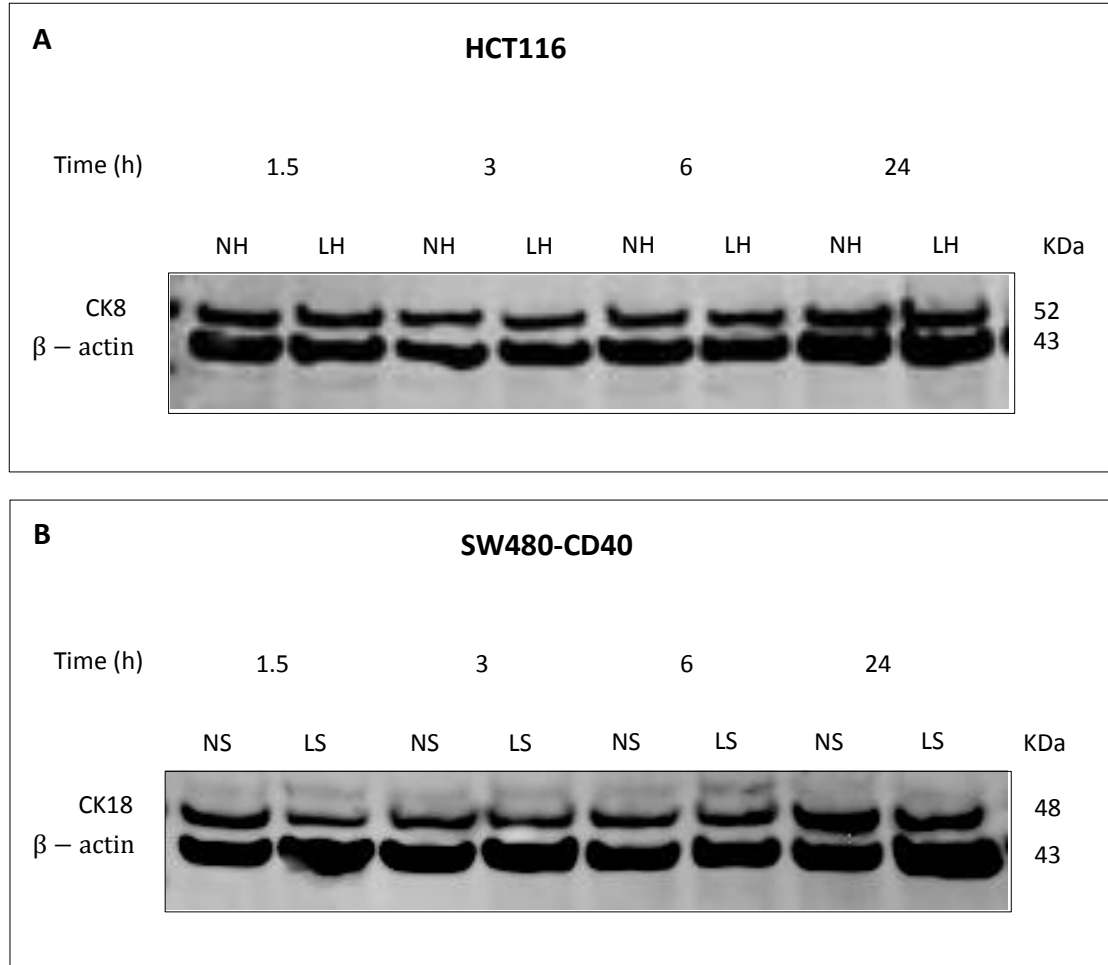 A
HCT116
Time (h) 1.5 3 6 24
NH LH NH LH NH LH NH LH KDa
CK8 52
β − actin 43
B
SW480-CD40
Time (h) 1.5 3 6 24
NS LS NS LS NS LS NS LS KDa
CK18 48
β − actin 43